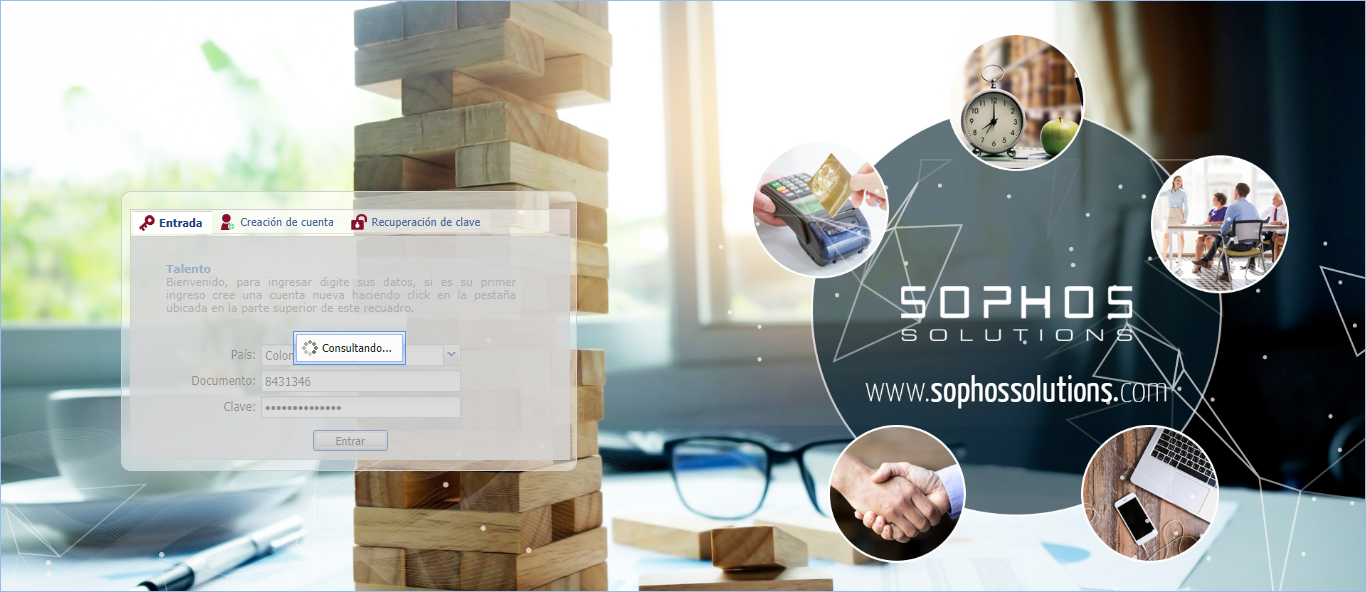 Entrada
Creación de cuenta
Recuperación de clave
Talento
Bienvenido, para ingresar digite sus datos, si es su primer
ingreso cree una cuenta nueva haciendo click en la pestaña
ubicada en la parte superior de este recuadro.
País: Colom
Consultando...
Documento: 8431346
Clave: ••••••••••••••
Entrar
SOPHOS
SOLUTIONS
www.sophossolutions.com